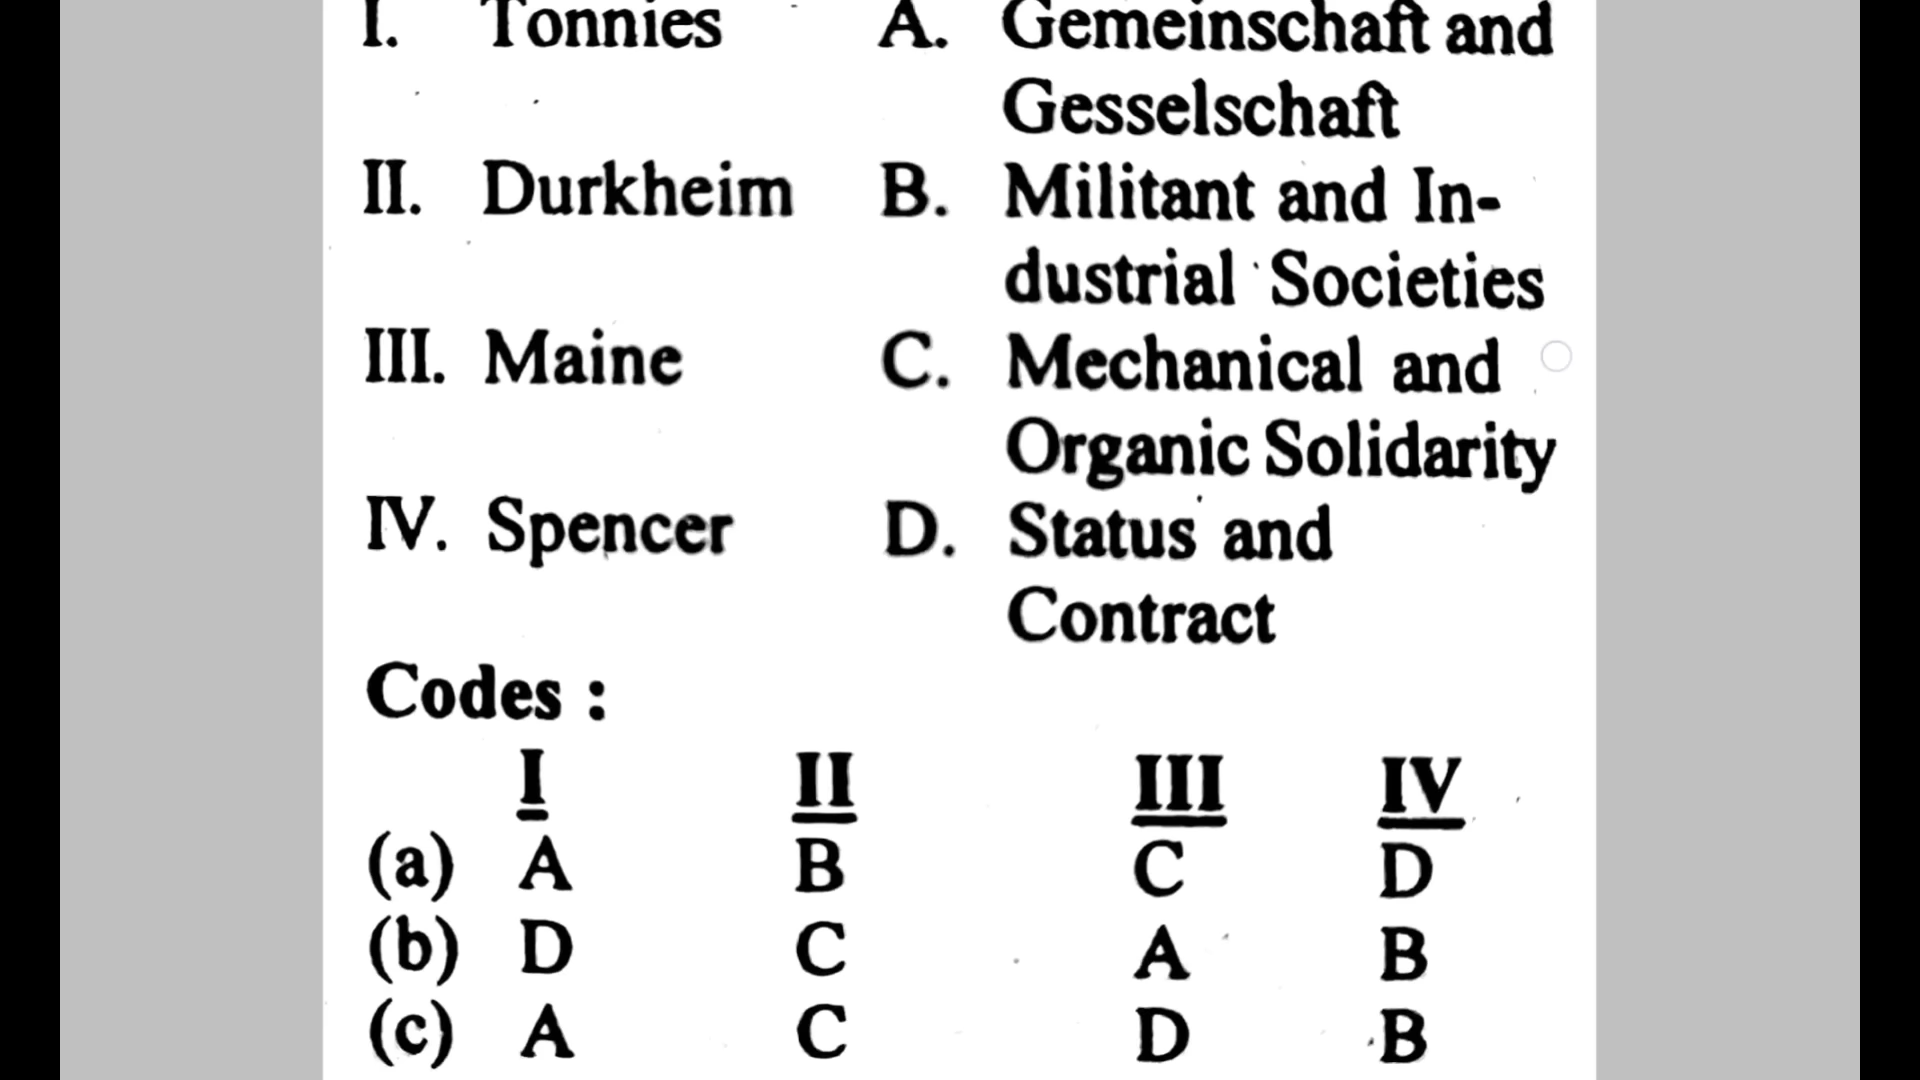 I. Tonnies A. Gemeinschaft and
Gesselschaft
II. Durkheim B. Militant and In-
dustrial Societies
III. Maine C. Mechanical and
Organic Solidarity
IV. Spencer D. Status and
Contract
Codes :
I II III IV
(a) A B C D
(b) D C A B
(c) A C D B